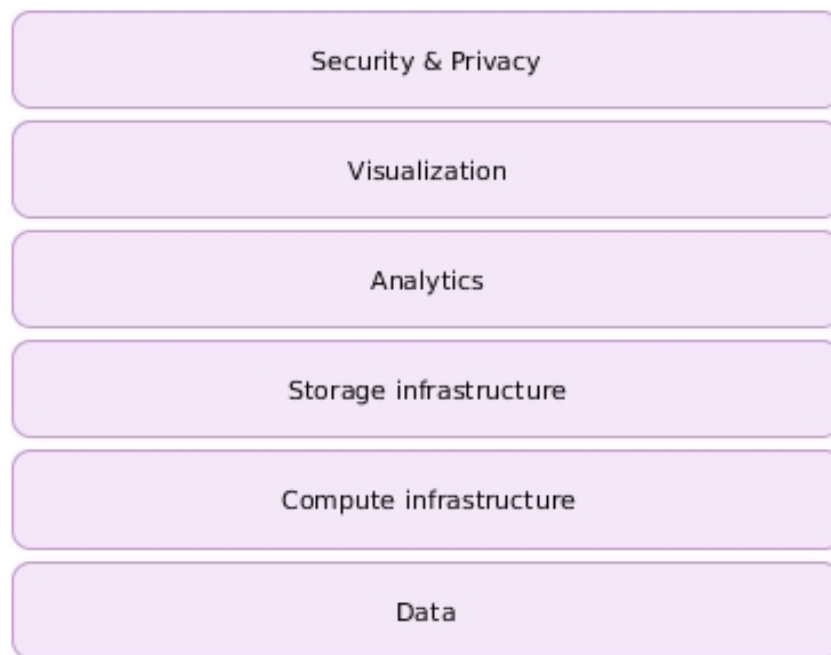 Security & Privacy
Visualization
Analytics
Storage infrastructure
Compute infrastructure
Data